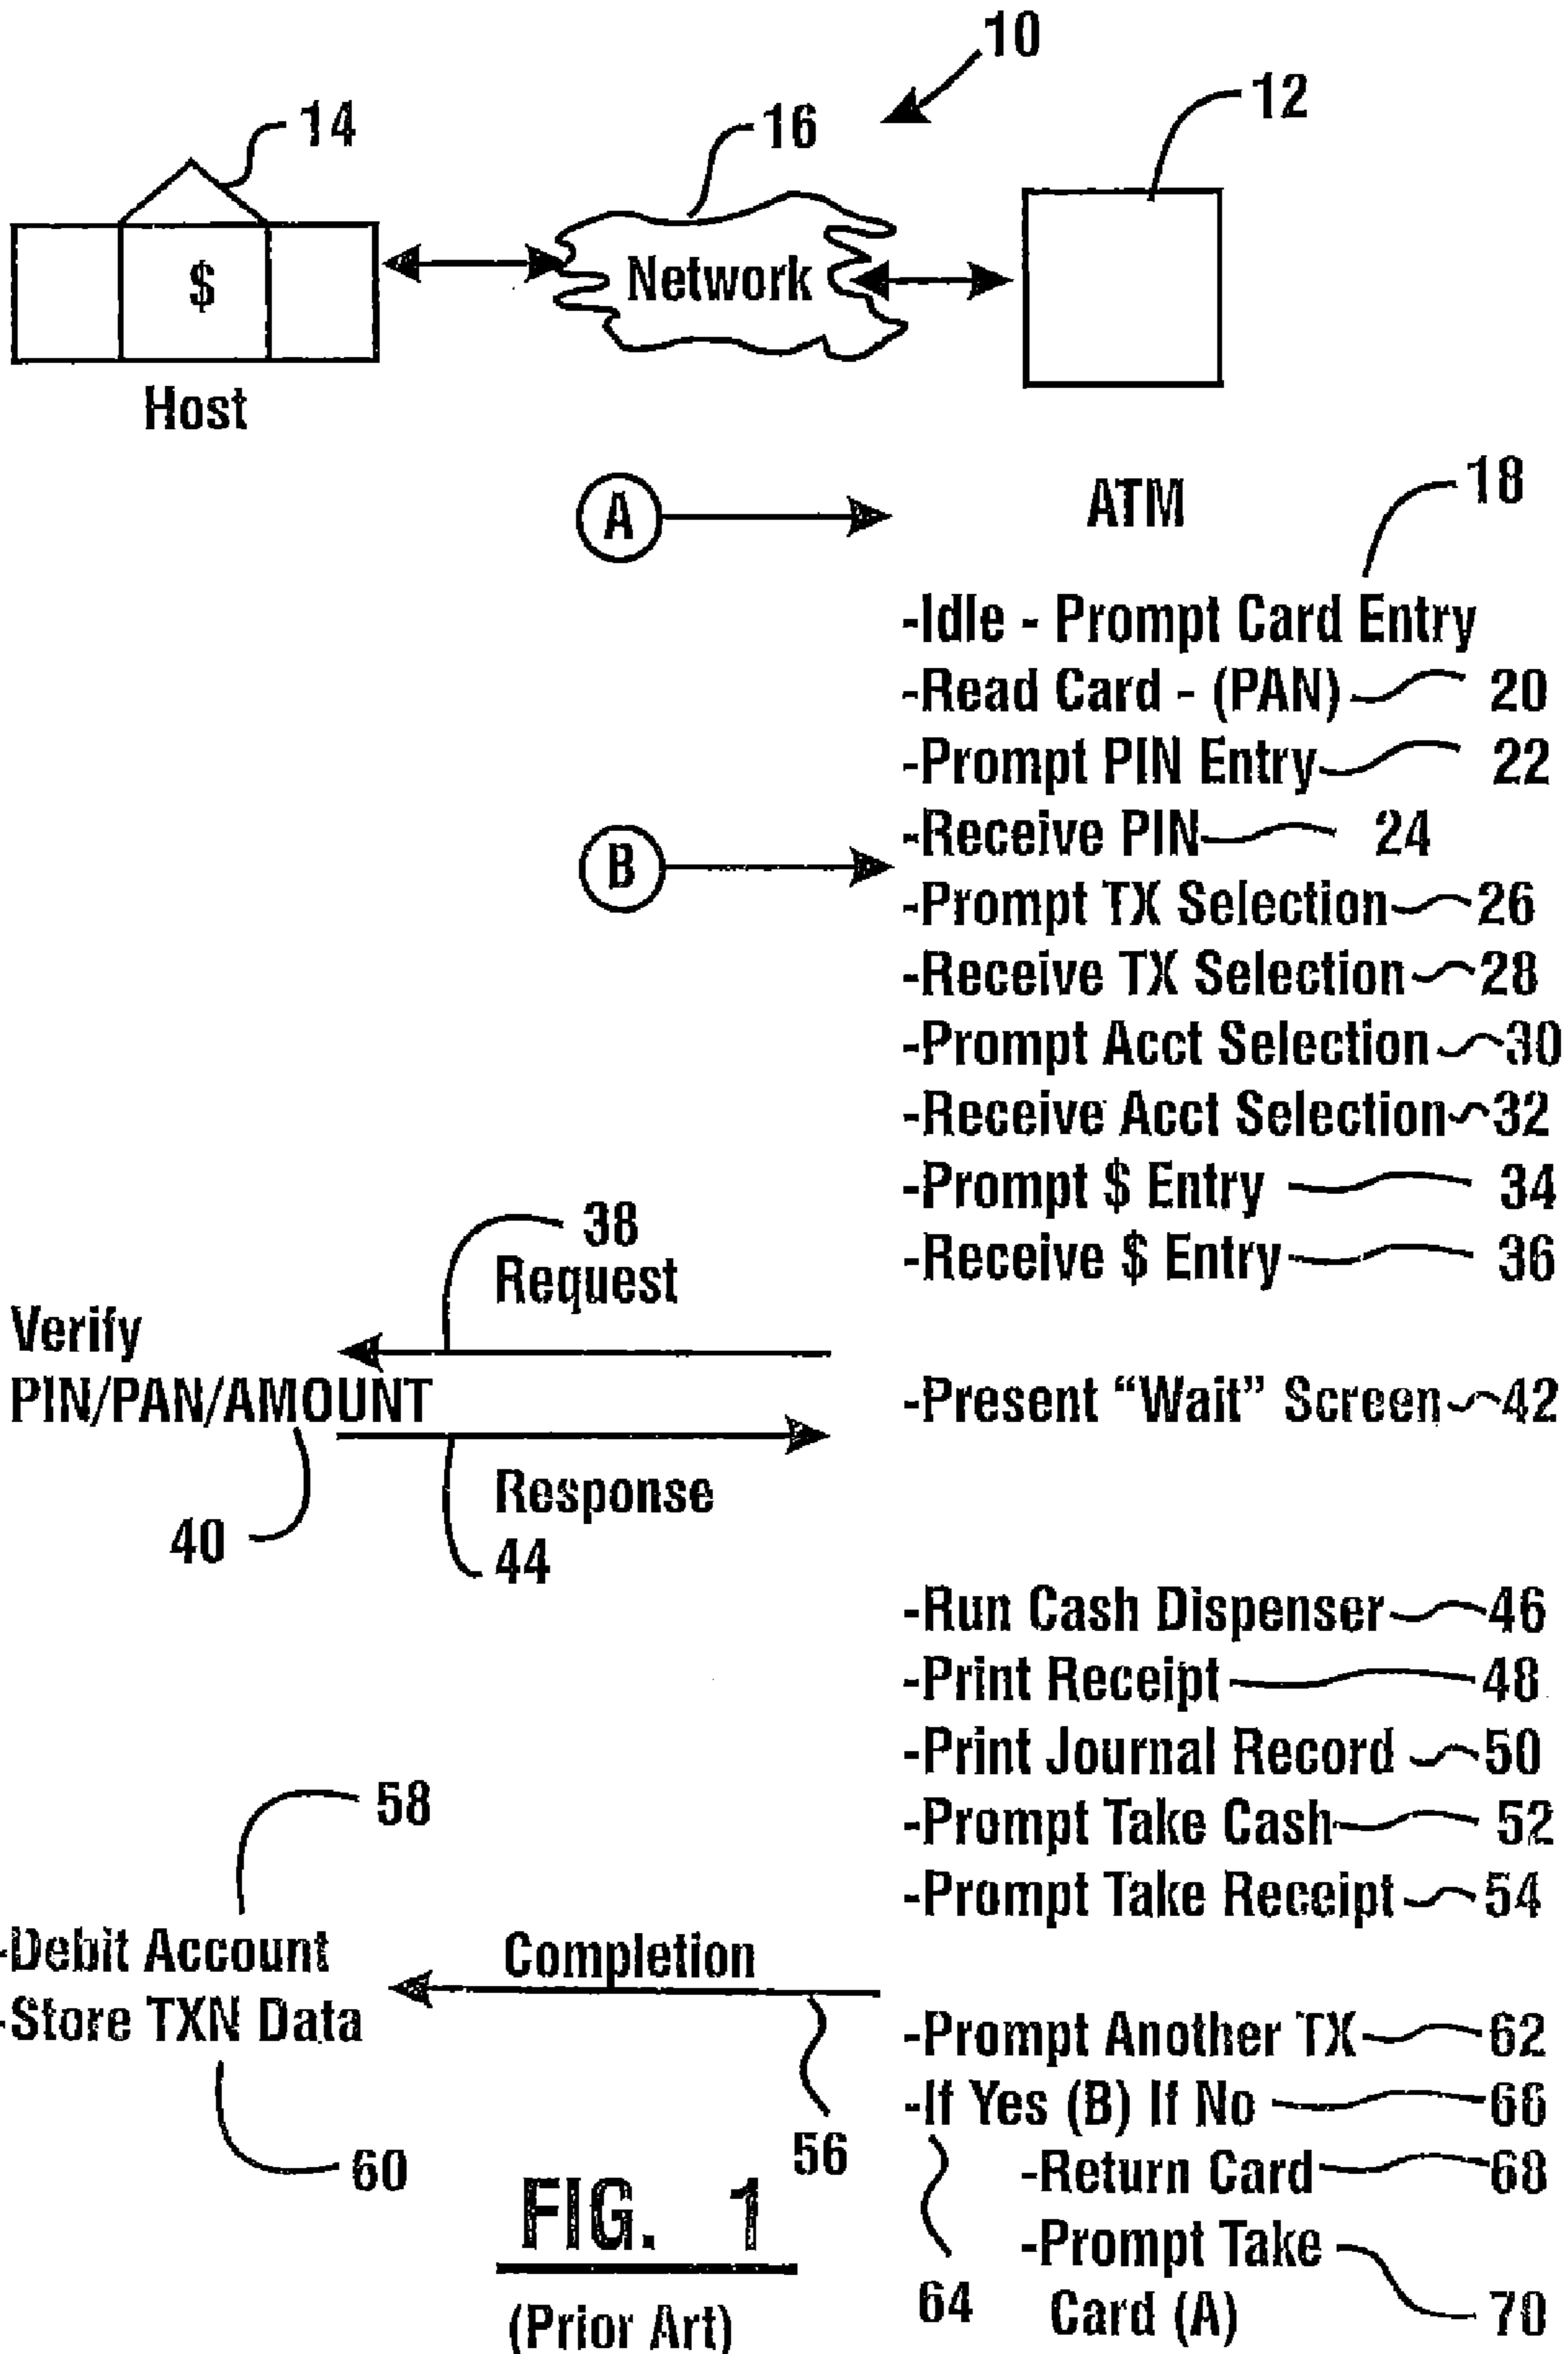 10
12
14
16
$
Network
Host
A
ATM
18
-Idle - Prompt Card Entry
-Read Card - (PAN) 20
-Prompt PIN Entry 22
-Receive PIN 24
B
-Prompt TX Selection 26
-Receive TX Selection 28
-Prompt Acct Selection 30
-Receive Acct Selection 32
-Prompt $ Entry 34
-Receive $ Entry 36
38
Request
Verify
PIN/PAN/AMOUNT
-Present “Wait” Screen 42
Response
40
44
-Run Cash Dispenser 46
-Print Receipt 48
-Print Journal Record 50
-Prompt Take Cash 52
-Prompt Take Receipt 54
58
-Debit Account
-Store TXN Data
Completion
56
60
-Prompt Another TX 62
-If Yes (B) If No 66
-Return Card 68
-Prompt Take
Card (A) 70
64
FIG. 1
(Prior Art)